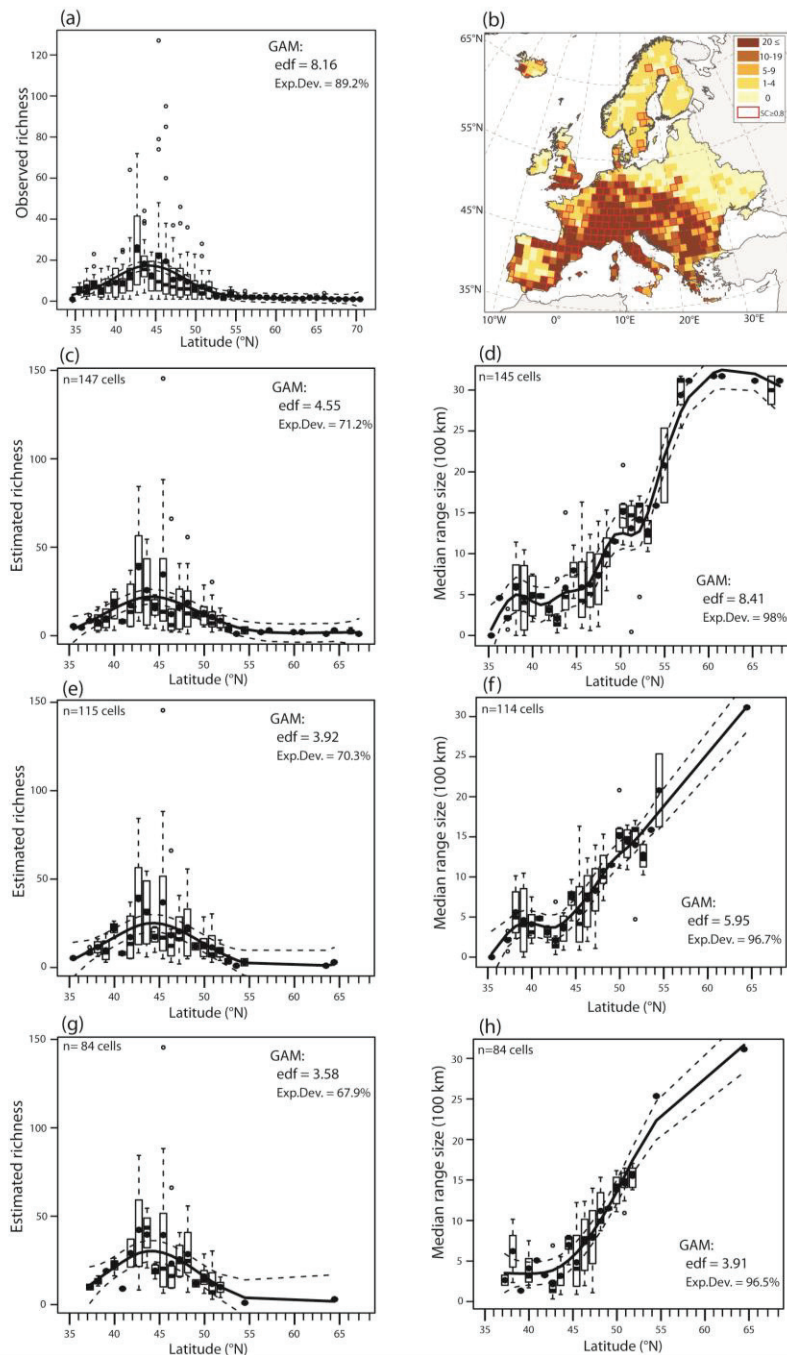 (a)
GAM:
edf = 8.16
Exp.Dev. = 89.2%
Observed richness
120
100
80
60
40
20
0
35 40 45 50 55 60 65 70
Latitude (°N)
(b)
65°N
55°N
45°N
35°N
10°W 0° 10°E 20°E 30°E
20 ≤
10-19
5-9
1-4
0
SC≥0.8
(c)
n=147 cells
GAM:
edf = 4.55
Exp.Dev. = 71.2%
Estimated richness
150
100
50
0
35 40 45 50 55 60 65
Latitude (°N)
(d)
n=145 cells
GAM:
edf = 8.41
Exp.Dev. = 98%
Median range size (100 km)
30
25
20
15
10
5
0
35 40 45 50 55 60 65
Latitude (°N)
(e)
n=115 cells
GAM:
edf = 3.92
Exp.Dev. = 70.3%
Estimated richness
150
100
50
0
35 40 45 50 55 60 65
Latitude (°N)
(f)
n=114 cells
GAM:
edf = 5.95
Exp.Dev. = 96.7%
Median range size (100 km)
30
25
20
15
10
5
0
35 40 45 50 55 60 65
Latitude (°N)
(g)
n= 84 cells
GAM:
edf = 3.58
Exp.Dev. = 67.9%
Estimated richness
150
100
50
0
35 40 45 50 55 60 65
Latitude (°N)
(h)
n=84 cells
GAM:
edf = 3.91
Exp.Dev. = 96.5%
Median range size (100 km)
30
25
20
15
10
5
0
35 40 45 50 55 60 65
Latitude (°N)